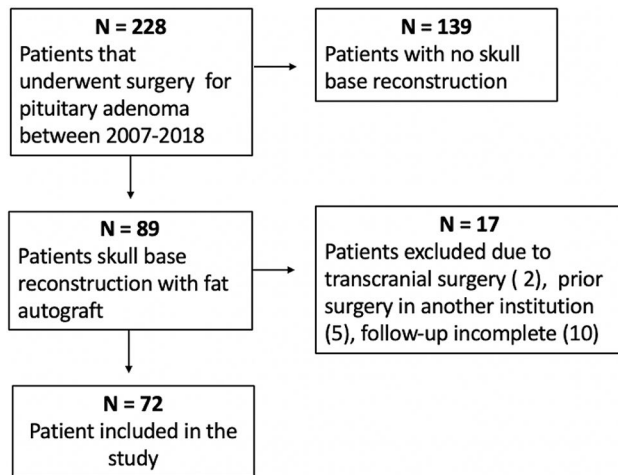 N = 228
Patients that
underwent surgery for
pituitary adenoma
between 2007-2018
N = 139
Patients with no skull
base reconstruction
N = 89
Patients skull base
reconstruction with fat
autograft
N = 17
Patients excluded due to
transcranial surgery ( 2), prior
surgery in another institution
(5), follow-up incomplete (10)
N = 72
Patient included in the
study